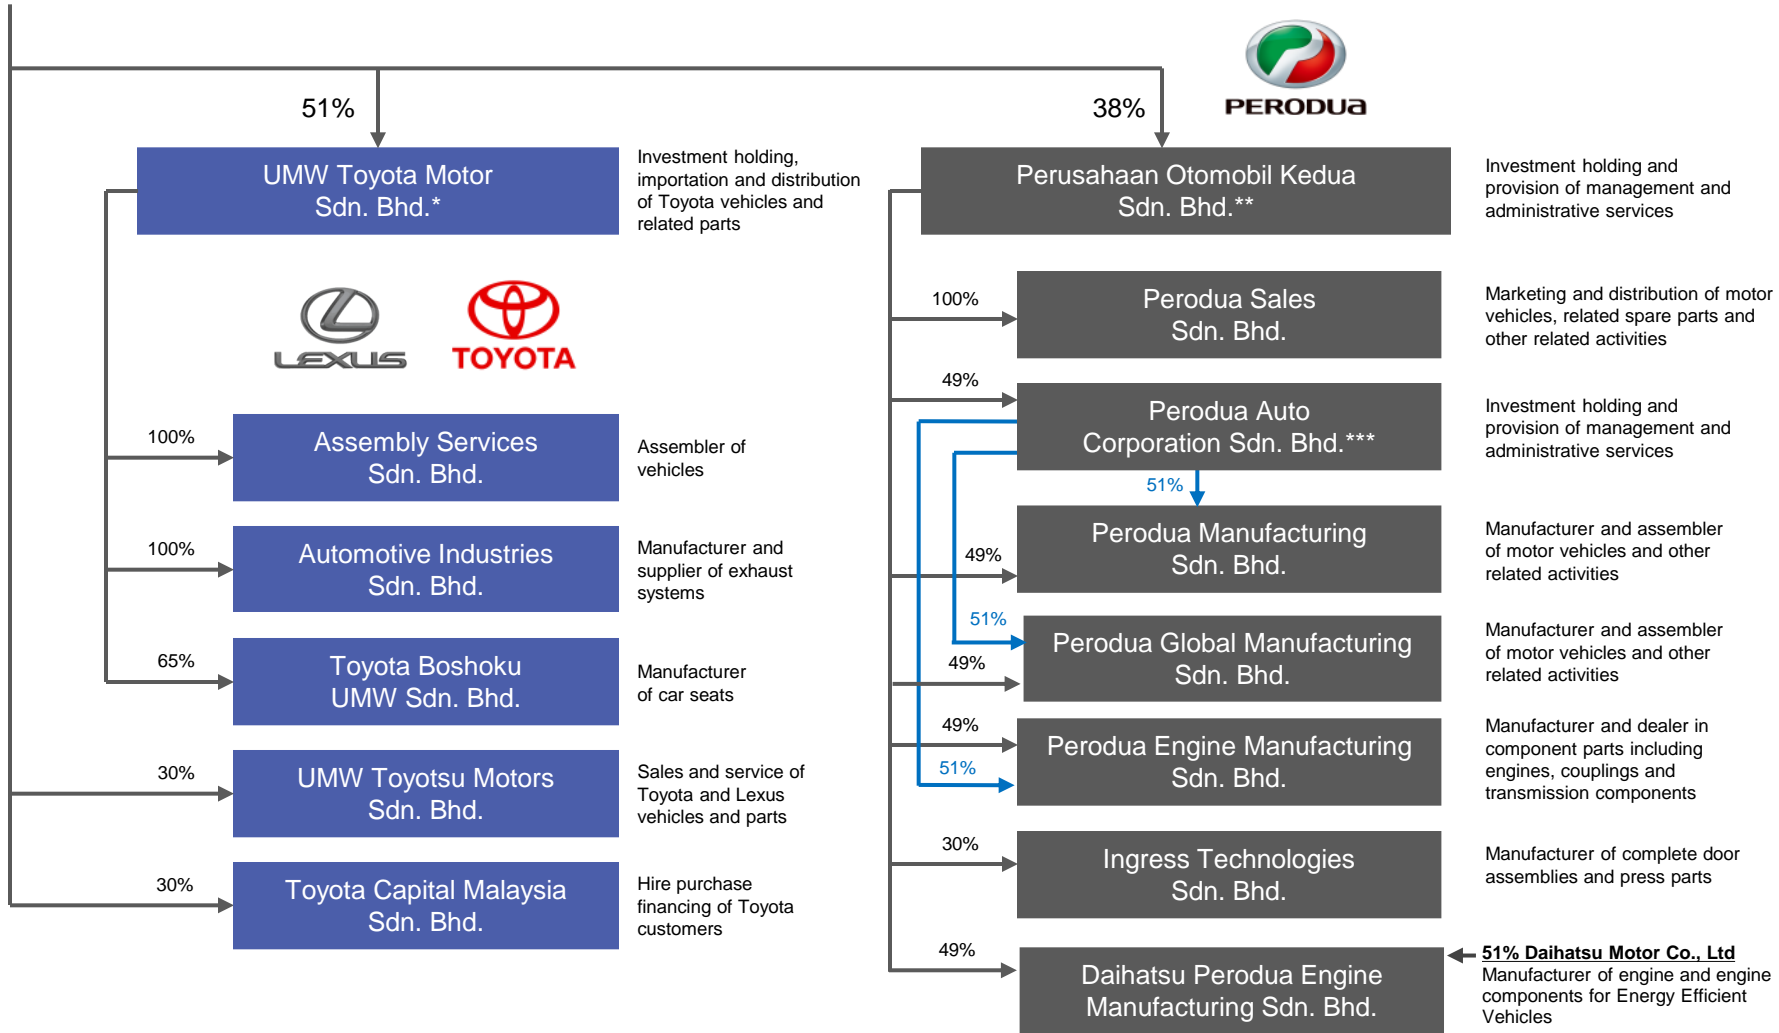 PERODUA
51%
38%
UMW Toyota Motor
Sdn. Bhd.*
Investment holding,
importation and distribution
of Toyota vehicles and
related parts
LEXUS
TOYOTA
100%
Assembly Services
Sdn. Bhd.
Assembler of
vehicles
100%
Automotive Industries
Sdn. Bhd.
Manufacturer and
supplier of exhaust
systems
65%
Toyota Boshoku
UMW Sdn. Bhd.
Manufacturer
of car seats
30%
UMW Toyotsu Motors
Sdn. Bhd.
Sales and service of
Toyota and Lexus
vehicles and parts
30%
Toyota Capital Malaysia
Sdn. Bhd.
Hire purchase
financing of Toyota
customers
Perusahaan Otomobil Kedua
Sdn. Bhd.**
Investment holding and
provision of management and
administrative services
100%
Perodua Sales
Sdn. Bhd.
Marketing and distribution of motor
vehicles, related spare parts and
other related activities
49%
Perodua Auto
Corporation Sdn. Bhd.***
Investment holding and
provision of management and
administrative services
51%
49%
Perodua Manufacturing
Sdn. Bhd.
Manufacturer and assembler
of motor vehicles and other
related activities
51%
49%
Perodua Global Manufacturing
Sdn. Bhd.
Manufacturer and assembler
of motor vehicles and other
related activities
49%
51%
Perodua Engine Manufacturing
Sdn. Bhd.
Manufacturer and dealer in
component parts including
engines, couplings and
transmission components
30%
Ingress Technologies
Sdn. Bhd.
Manufacturer of complete door
assemblies and press parts
49%
Daihatsu Perodua Engine
Manufacturing Sdn. Bhd.
51% Daihatsu Motor Co., Ltd
Manufacturer of engine and engine
components for Energy Efficient
Vehicles